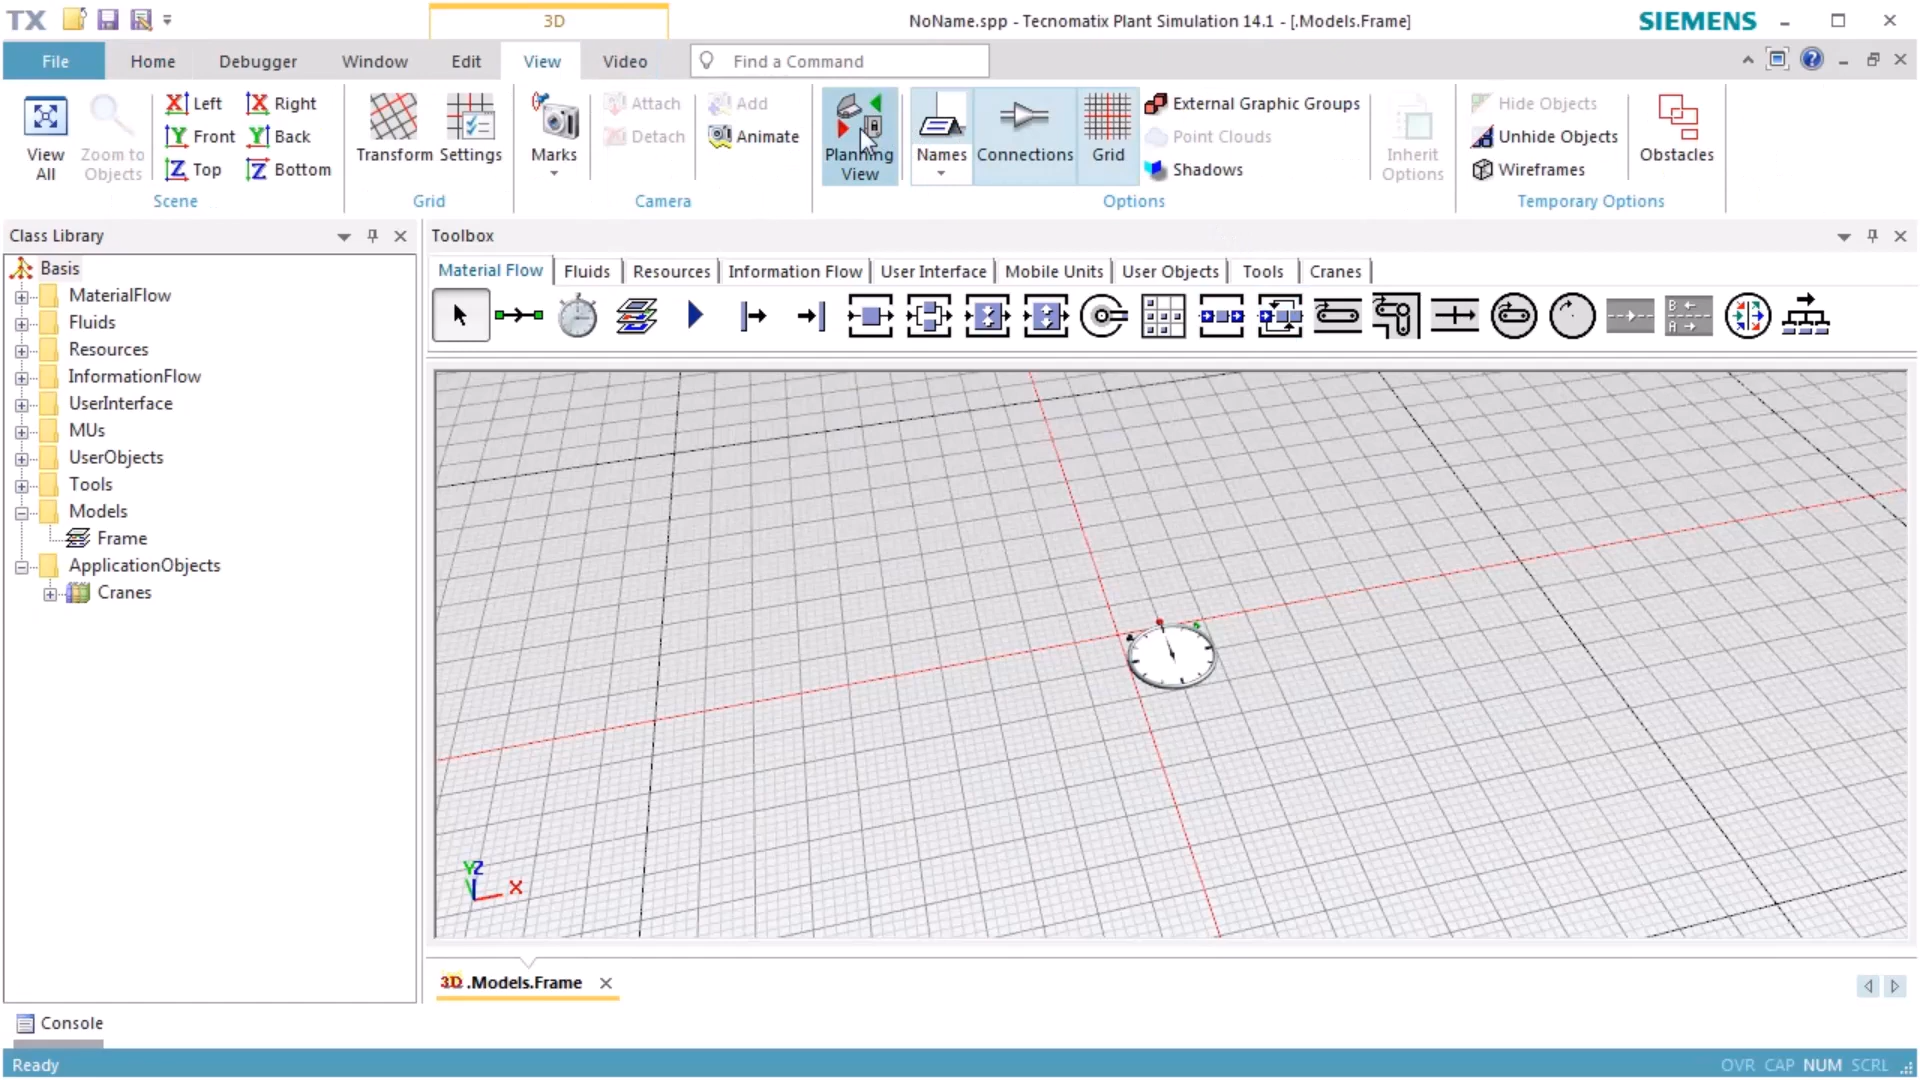 TX
3D
NoName.spp - Tecnomatix Plant Simulation 14.1 - [.Models.Frame]
SIEMENS
File
Home
Debugger
Window
Edit
View
Video
Find a Command
View
All
Zoom to
Objects
X Left
X Right
Y Front
Y Back
Z Top
Z Bottom
Scene
Transform
Settings
Grid
Marks
Attach
Detach
Add
Animate
Camera
Planning
View
Names
Connections
Grid
External Graphic Groups
Point Clouds
Shadows
Options
Inherit
Options
Hide Objects
Unhide Objects
Wireframes
Obstacles
Temporary Options
Class Library
Basis
MaterialFlow
Fluids
Resources
InformationFlow
UserInterface
MUs
UserObjects
Tools
Models
Frame
ApplicationObjects
Cranes
Toolbox
Material Flow
Fluids
Resources
Information Flow
User Interface
Mobile Units
User Objects
Tools
Cranes
B
A
Y Z
X
3D .Models.Frame
Console
Ready
OVR CAP NUM SCRL